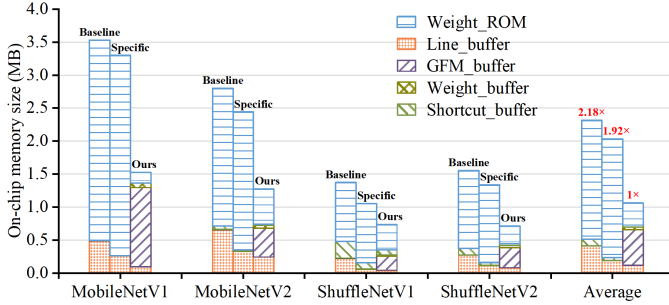 On-chip memory size (MB)
4.0
3.5
3.0
2.5
2.0
1.5
1.0
0.5
0.0
Weight_ROM
Line_buffer
GFM_buffer
Weight_buffer
Shortcut_buffer
Baseline
Specific
Ours
Baseline
Specific
Ours
Baseline
Specific
Ours
Baseline
Specific
Ours
2.18×
1.92×
1×
MobileNetV1 MobileNetV2 ShuffleNetV1 ShuffleNetV2 Average